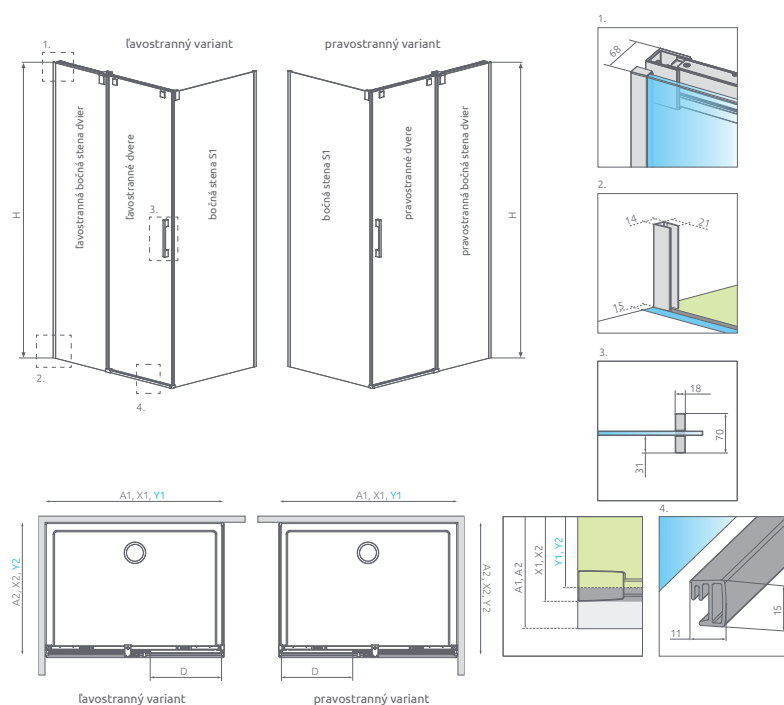 1.
ľavostranný variant
pravostranný variant
1.
68
H
ľavostranná bočná stena dvier
ľavostranné dvere
3.
bočná stena S1
bočná stena S1
pravostranné dvere
pravostranná bočná stena dvier
H
2.
4.
2.
14
21
15
3.
18
70
31
A1, X1, Y1
A2, X2, Y2
D
ľavostranný variant
A1, X1, Y1
A2, X2, Y2
D
pravostranný variant
A1, A2
X1, X2
Y1, Y2
4.
11
15